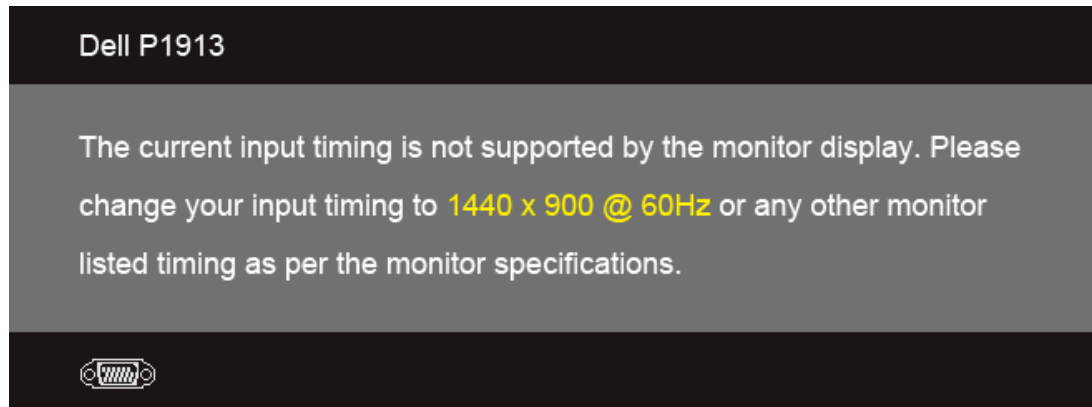 Dell P1913
The current input timing is not supported by the monitor display. Please
change your input timing to 1440 x 900 @ 60Hz or any other monitor
listed timing as per the monitor specifications.